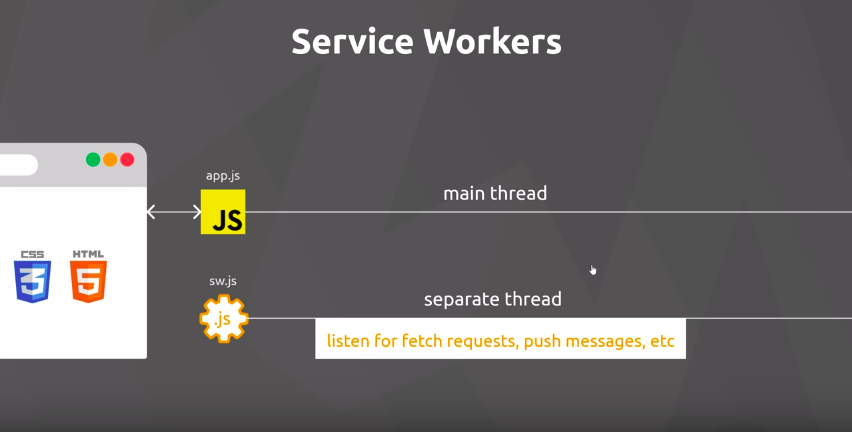 Service Workers
app.js
JS
main thread
CSS
3
HTML
5
sw.js
.js
separate thread
listen for fetch requests, push messages, etc